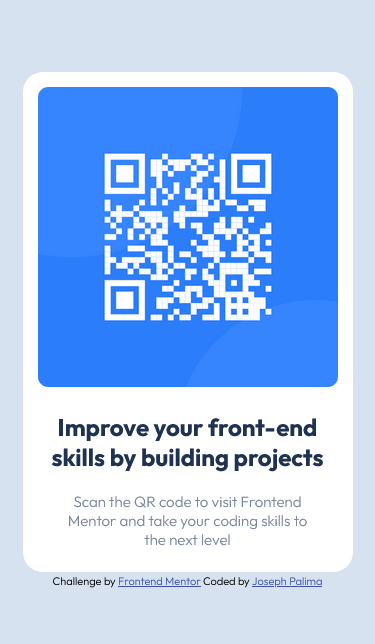 Improve your front-end
skills by building projects
Scan the QR code to visit Frontend
Mentor and take your coding skills to
the next level
Challenge by Frontend Mentor Coded by Joseph Palima